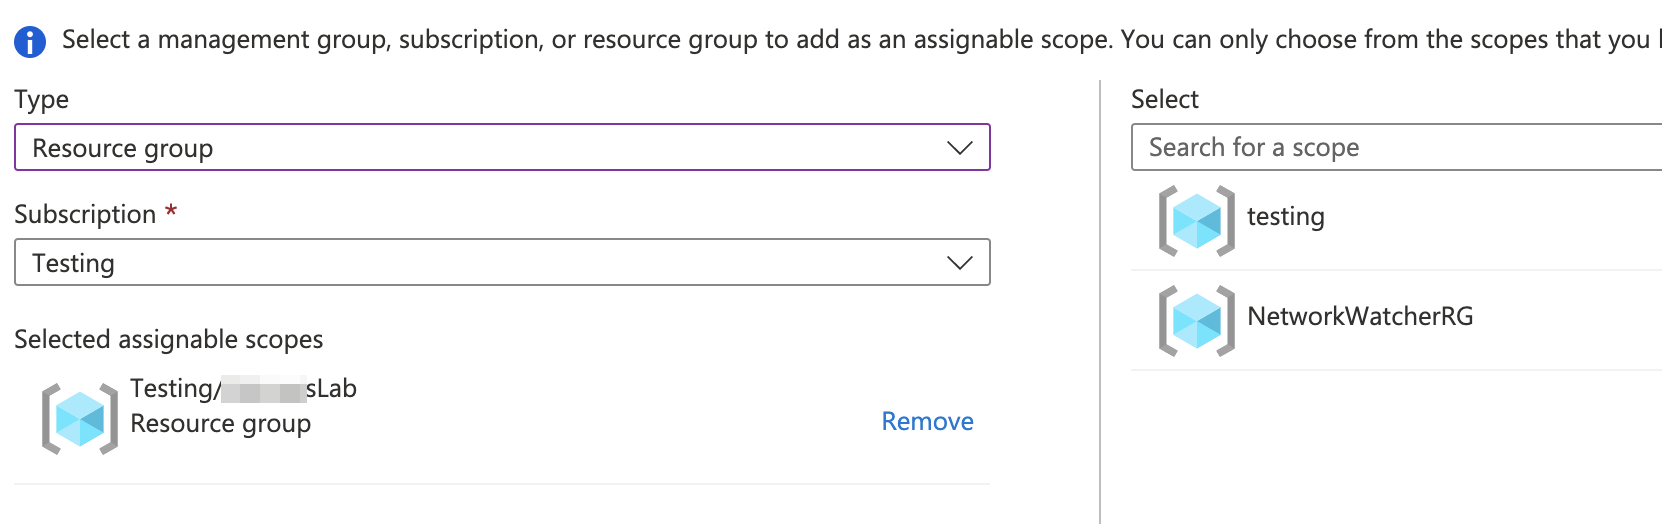 Select a management group, subscription, or resource group to add as an assignable scope. You can only choose from the scopes that you
Type
Resource group
Subscription *
Testing
Selected assignable scopes
Testing/ sLab
Resource group
Remove
Select
Search for a scope
testing
NetworkWatcherRG